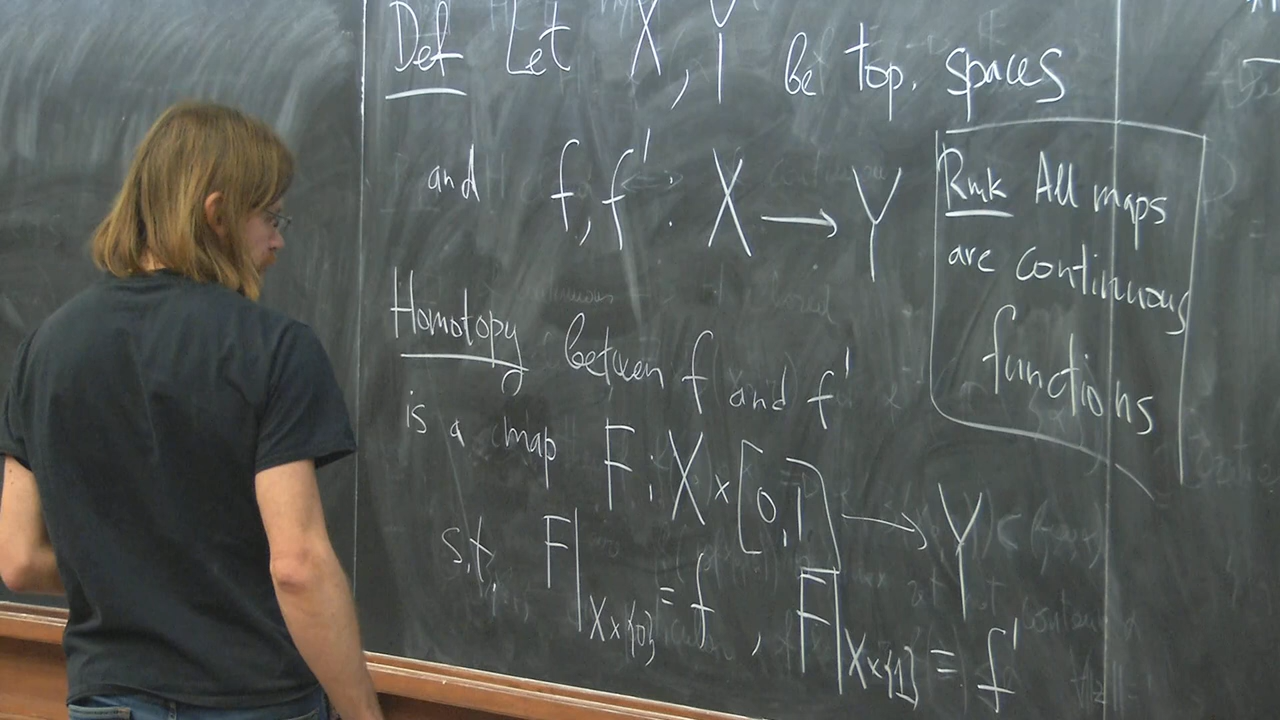 Def Let X, Y be top. spaces
and f, f' : X → Y
Homotopy between f and f'
is a map F : X × [0,1] → Y
s.t. F|X×{0} = f , F|X×{1} = f'
Rmk All maps
are continuous
functions